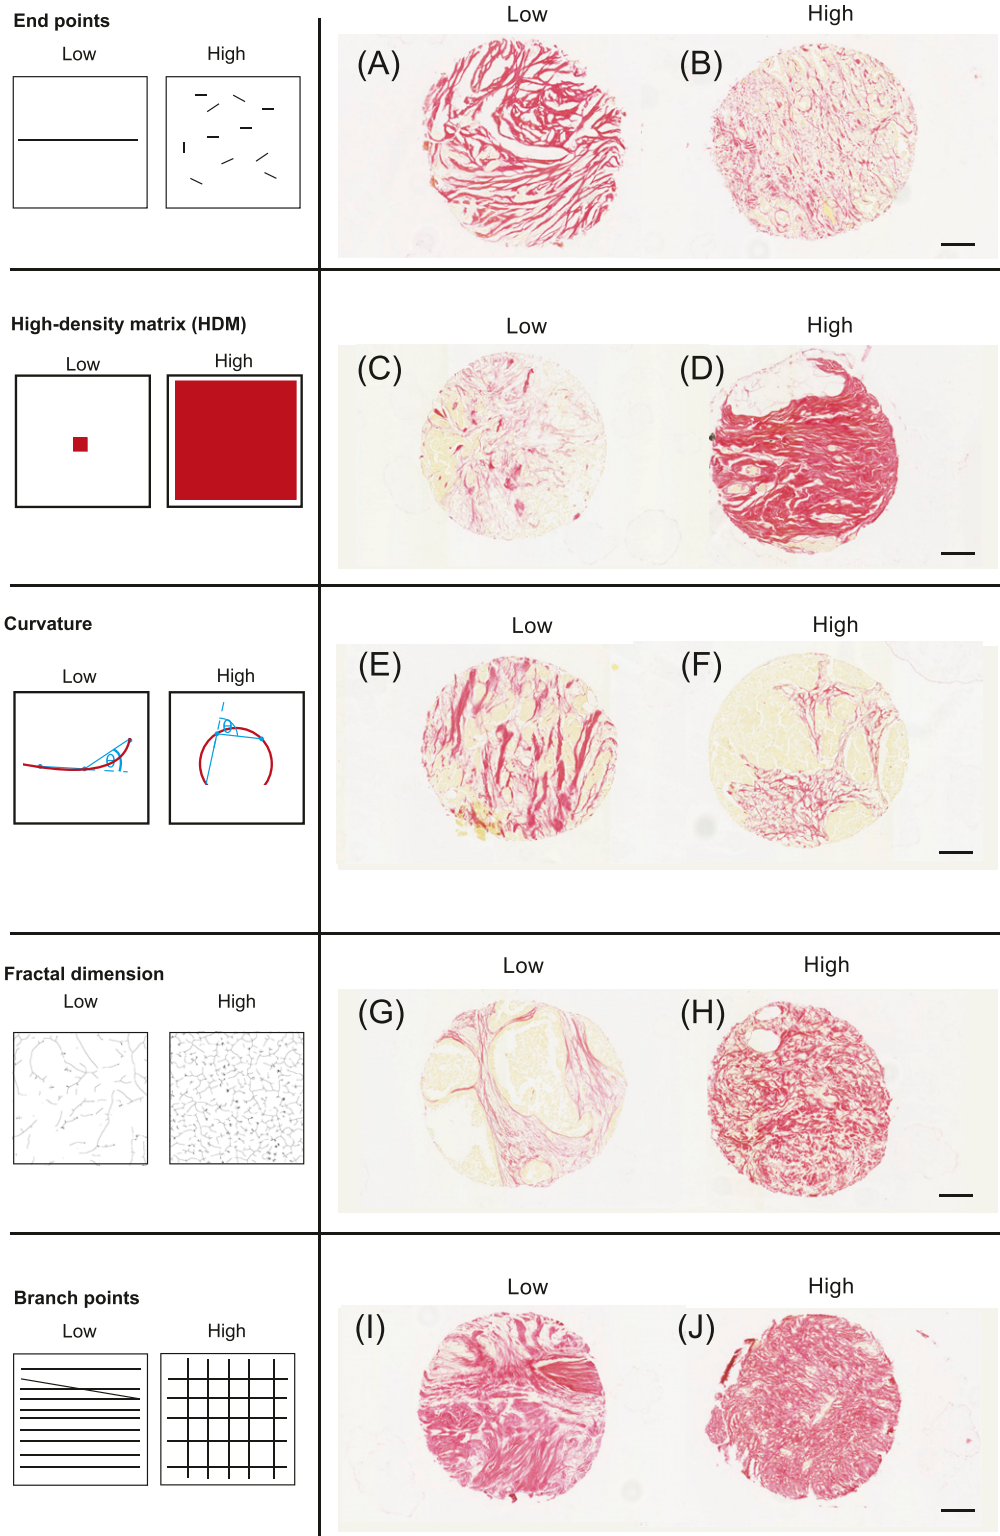 End points
Low High
Low High
(A) (B)
High-density matrix (HDM)
Low High
Low High
(C) (D)
Curvature
Low High
θ θ
Low High
(E) (F)
Fractal dimension
Low High
Low High
(G) (H)
Branch points
Low High
Low High
(I) (J)